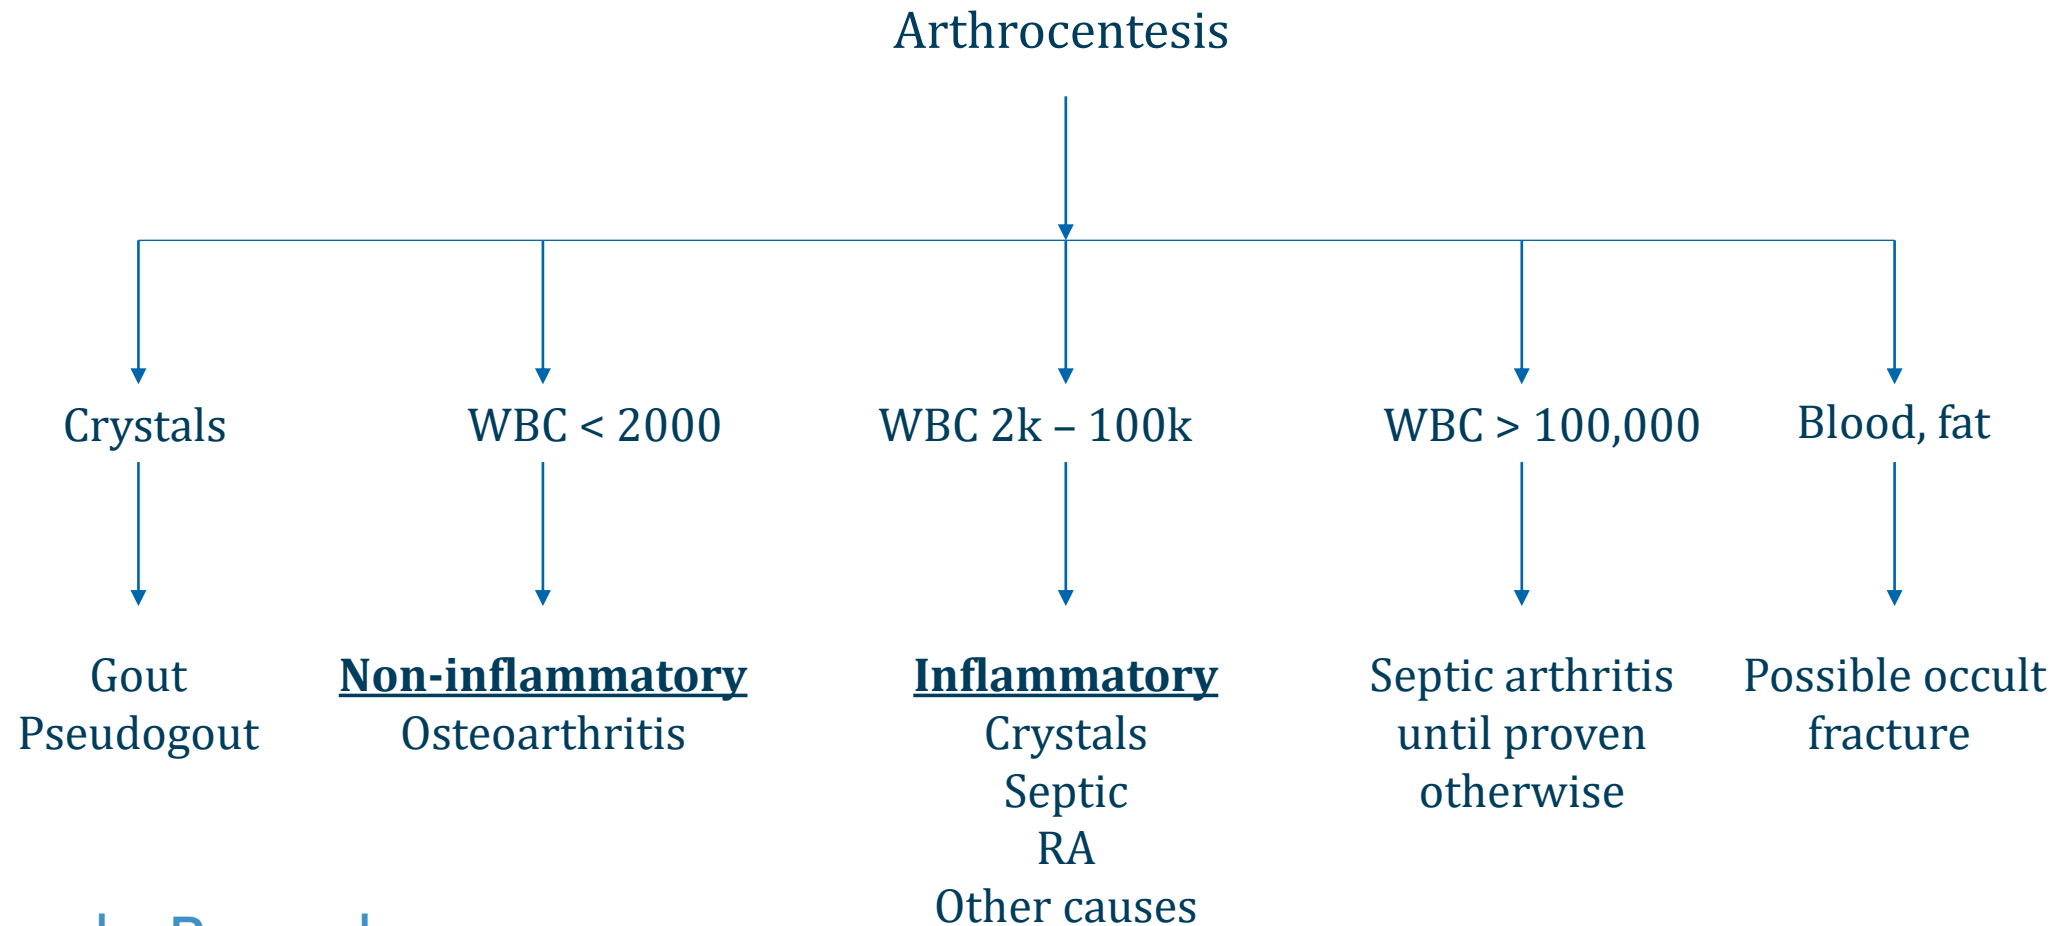 Arthrocentesis
Crystals
WBC < 2000
WBC 2k – 100k
WBC > 100,000
Blood, fat
Gout
Pseudogout
Non-inflammatory
Osteoarthritis
Inflammatory
Crystals
Septic
RA
Other causes
Septic arthritis
until proven
otherwise
Possible occult
fracture